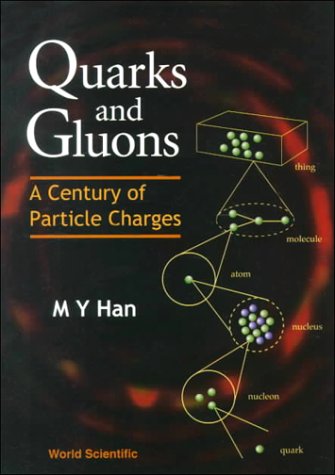 Quarks
and
Gluons
A Century of
Particle Charges
M Y Han
thing
molecule
atom
nucleus
nucleon
quark
World Scientific